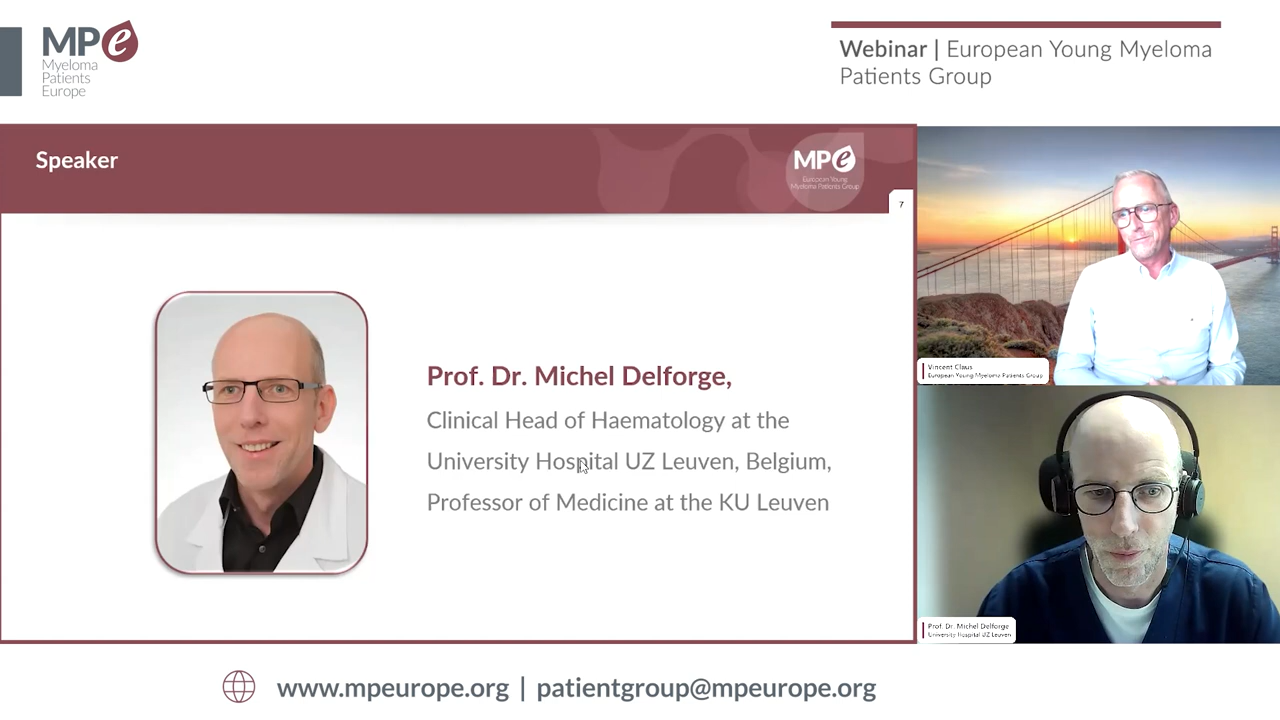 MPe
Myeloma
Patients
Europe
Webinar | European Young Myeloma
Patients Group
Speaker
MPe
European Young
Myeloma Patients Group
7
Prof. Dr. Michel Delforge,
Clinical Head of Haematology at the
University Hospital UZ Leuven, Belgium,
Professor of Medicine at the KU Leuven
Vincent Claus
European Young Myeloma Patients Group
Prof. Dr. Michel Delforge
University Hospital UZ Leuven
www.mpeurope.org | patientgroup@mpeurope.org